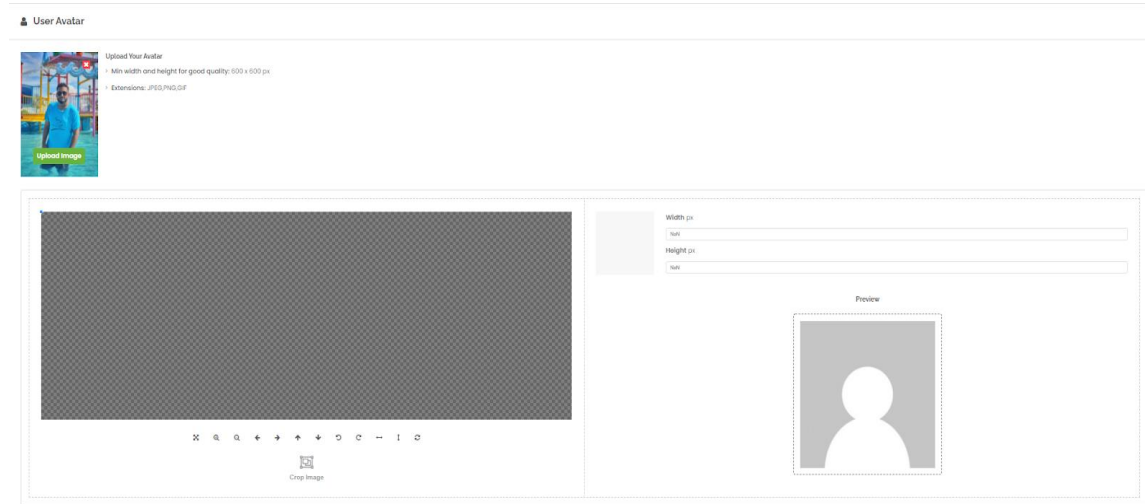 User Avatar
Upload Your Avatar
Min width and height for good quality: 600 x 600 px
Extensions: JPEG,PNG,GIF
Upload Image
Width px
NaN
Height px
NaN
Preview
Crop Image